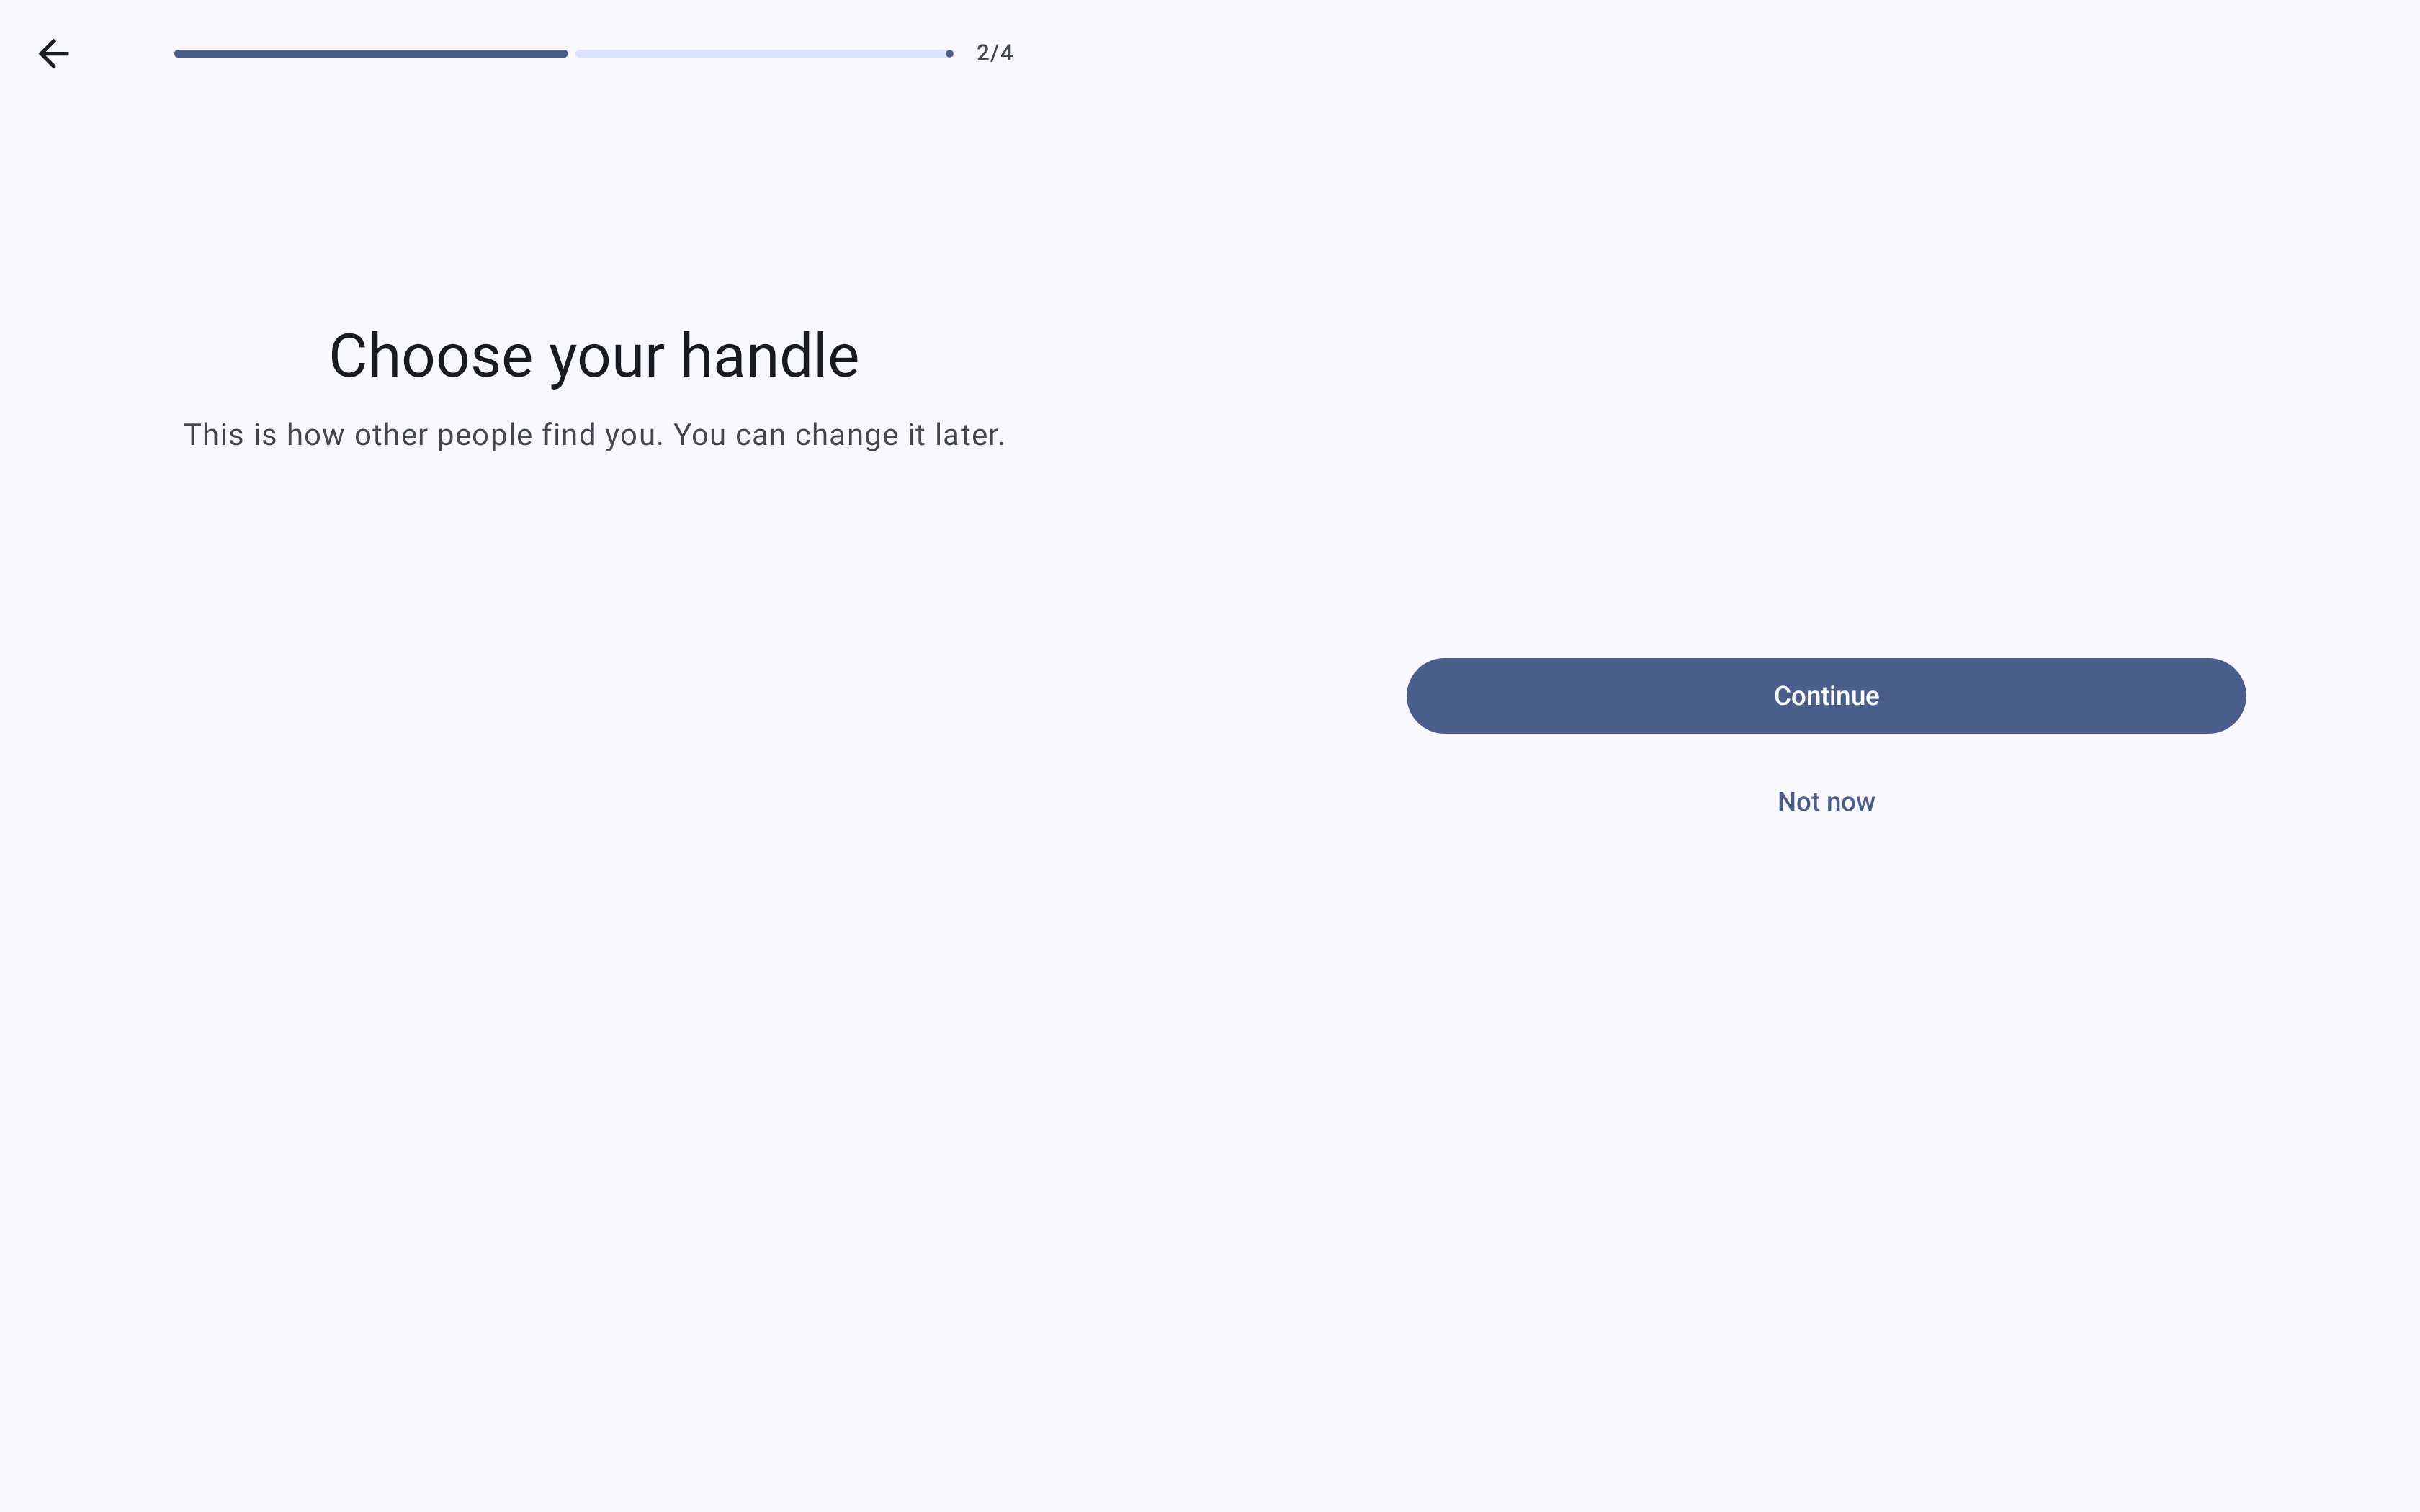 2/4
Choose your handle
This is how other people find you. You can change it later.
Continue
Not now